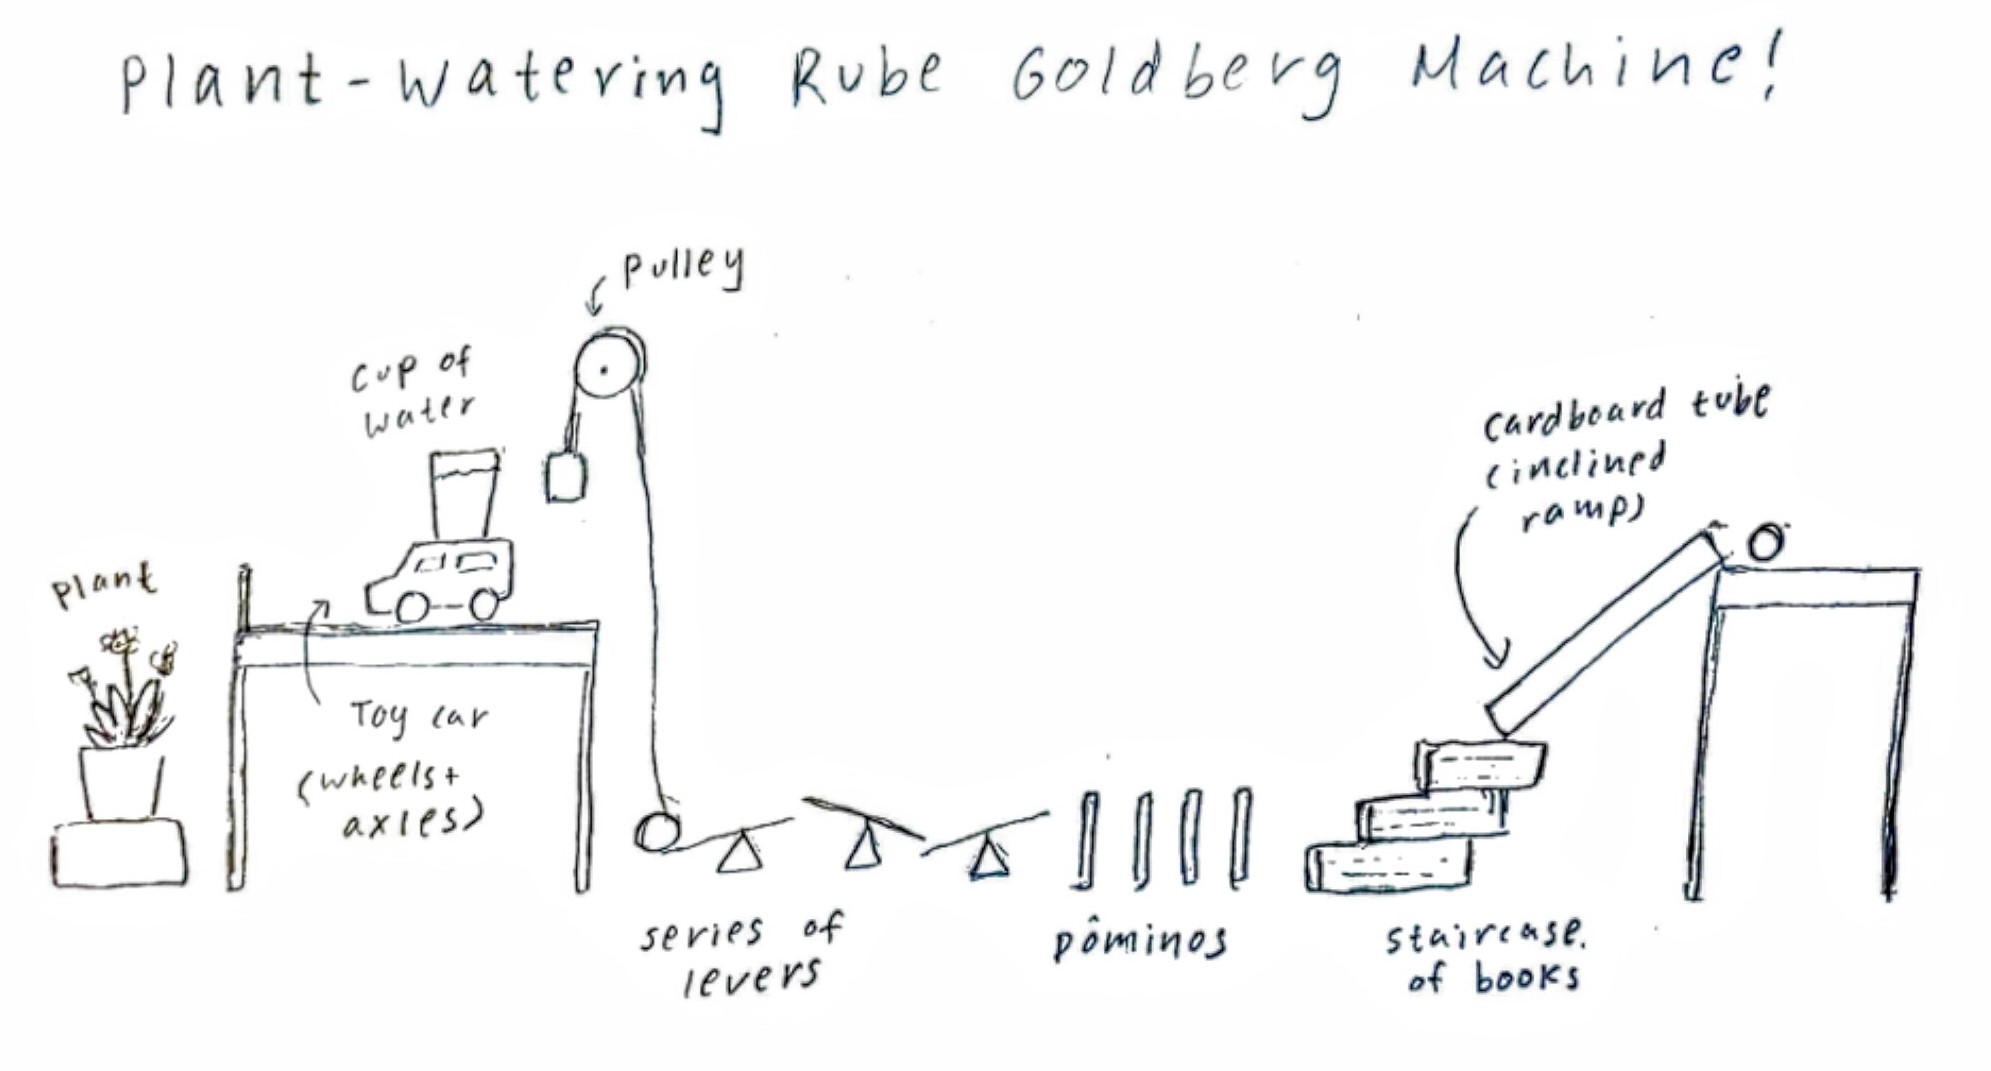 Plant-Watering Rube Goldberg Machine!
Pulley
Cup of
water
Cardboard tube
(inclined
ramp)
Plant
Toy car
(wheels+
axles)
series of
levers
Dôminos
staircase.
of books